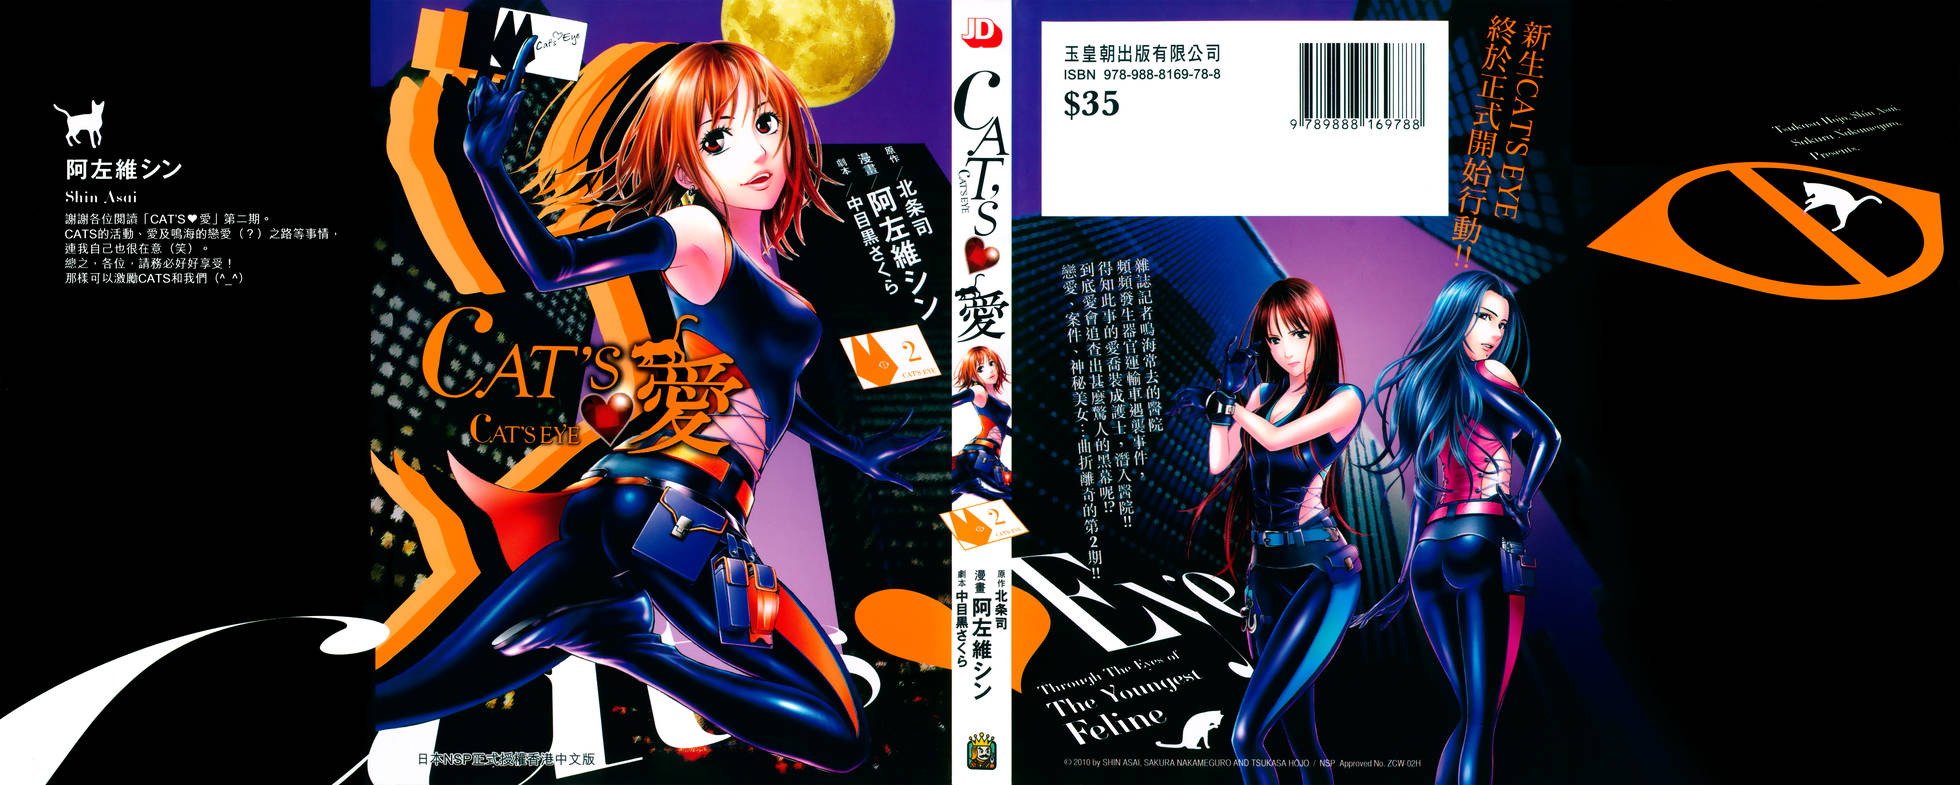 阿左維シン
Shin Asai
謝謝各位閱讀「CAT'S♥愛」第二期。
CATS的活動、愛及鳴海的戀愛（？）之路等事情，
連我自己也很在意（笑）。
總之，各位，請務必好好享受！
那樣可以激勵CATS和我們（^_^）
Cat's♡Eye
原作／北条司
漫畫／阿左維シン
劇本／中目黒さくら
2
CAT'S EYE
CAT'S♥愛
CAT'S EYE
日本NSP正式授權香港中文版
JD
CAT'S♥愛
CAT'S EYE
2
CAT'S EYE
原作 北条司
漫畫 阿左維シン
劇本 中目黒さくら
玉皇朝出版有限公司
ISBN 978-988-8169-78-8
$35
9 789888 169788
新生CAT'S EYE
終於正式開始行動!!
雜誌記者鳴海常去的醫院
頻頻發生器官運輸車遇襲事件，
得知此事的愛喬裝成護士，潛入醫院!!
到底愛會追查出甚麼驚人的黑幕呢!?
戀愛、案件、神秘美女…曲折離奇的第2期!!
Eye
Through The Eyes of
The Youngest
Feline
© 2010 by SHIN ASAI, SAKURA NAKAMEGURO AND TSUKASA HOJO / NSP Approved No. ZCW-02H
Tsukasa Hojo, Shin Asai,
Sakura Nakameguro,
Presents.